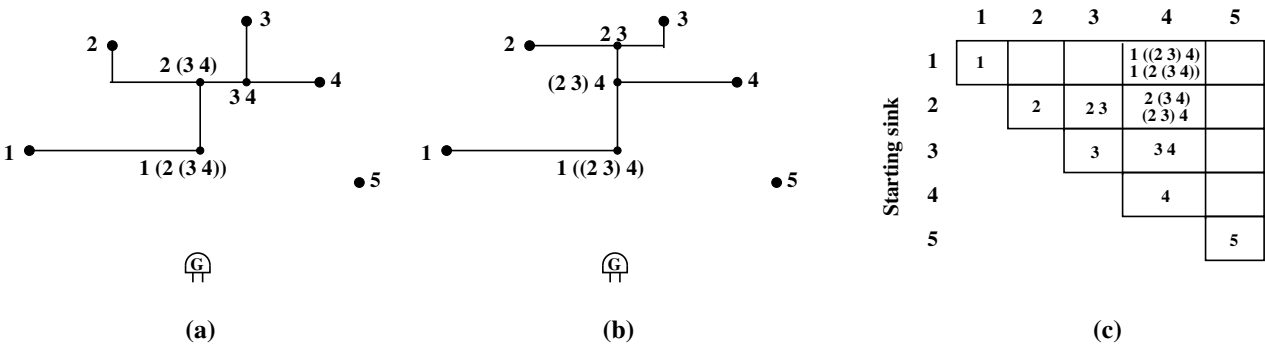 3
2
2 (3 4)
4
3 4
1
1 (2 (3 4))
5
G
(a)
3
2 3
2
(2 3) 4
4
1
1 ((2 3) 4)
5
G
(b)
1 2 3 4 5
Starting sink
1 1 1 ((2 3) 4)
1 (2 (3 4))
2 2 2 3 2 (3 4)
(2 3) 4
3 3 3 4
4 4
5 5
(c)